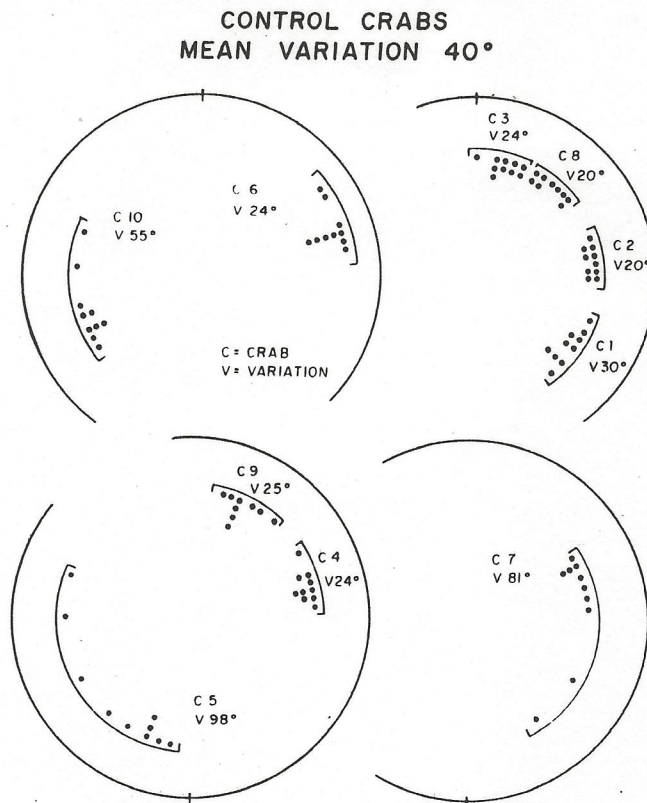 CONTROL CRABS
MEAN VARIATION 40°
C 10
V 55°
C 6
V 24°
C = CRAB
V = VARIATION
C 3
V 24°
C 8
V 20°
C 2
V 20°
C 1
V 30°
C 9
V 25°
C 4
V 24°
C 5
V 98°
C 7
V 81°